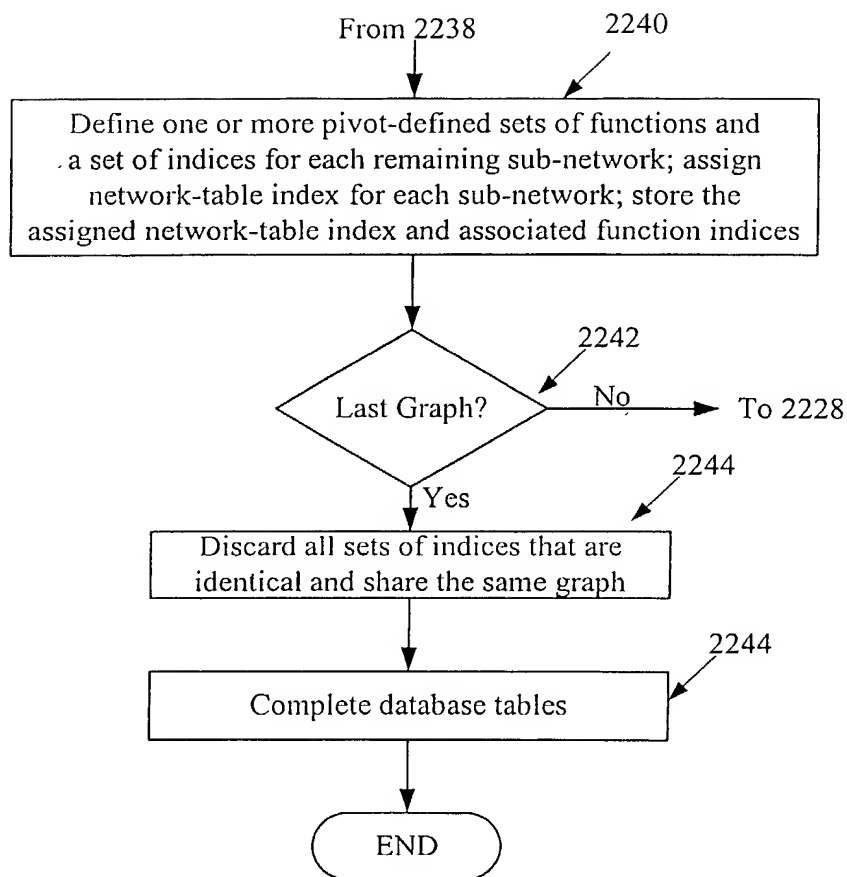 From 2238
2240
Define one or more pivot-defined sets of functions and
a set of indices for each remaining sub-network; assign
network-table index for each sub-network; store the
assigned network-table index and associated function indices
2242
Last Graph?
No
To 2228
Yes
2244
Discard all sets of indices that are
identical and share the same graph
2244
Complete database tables
END